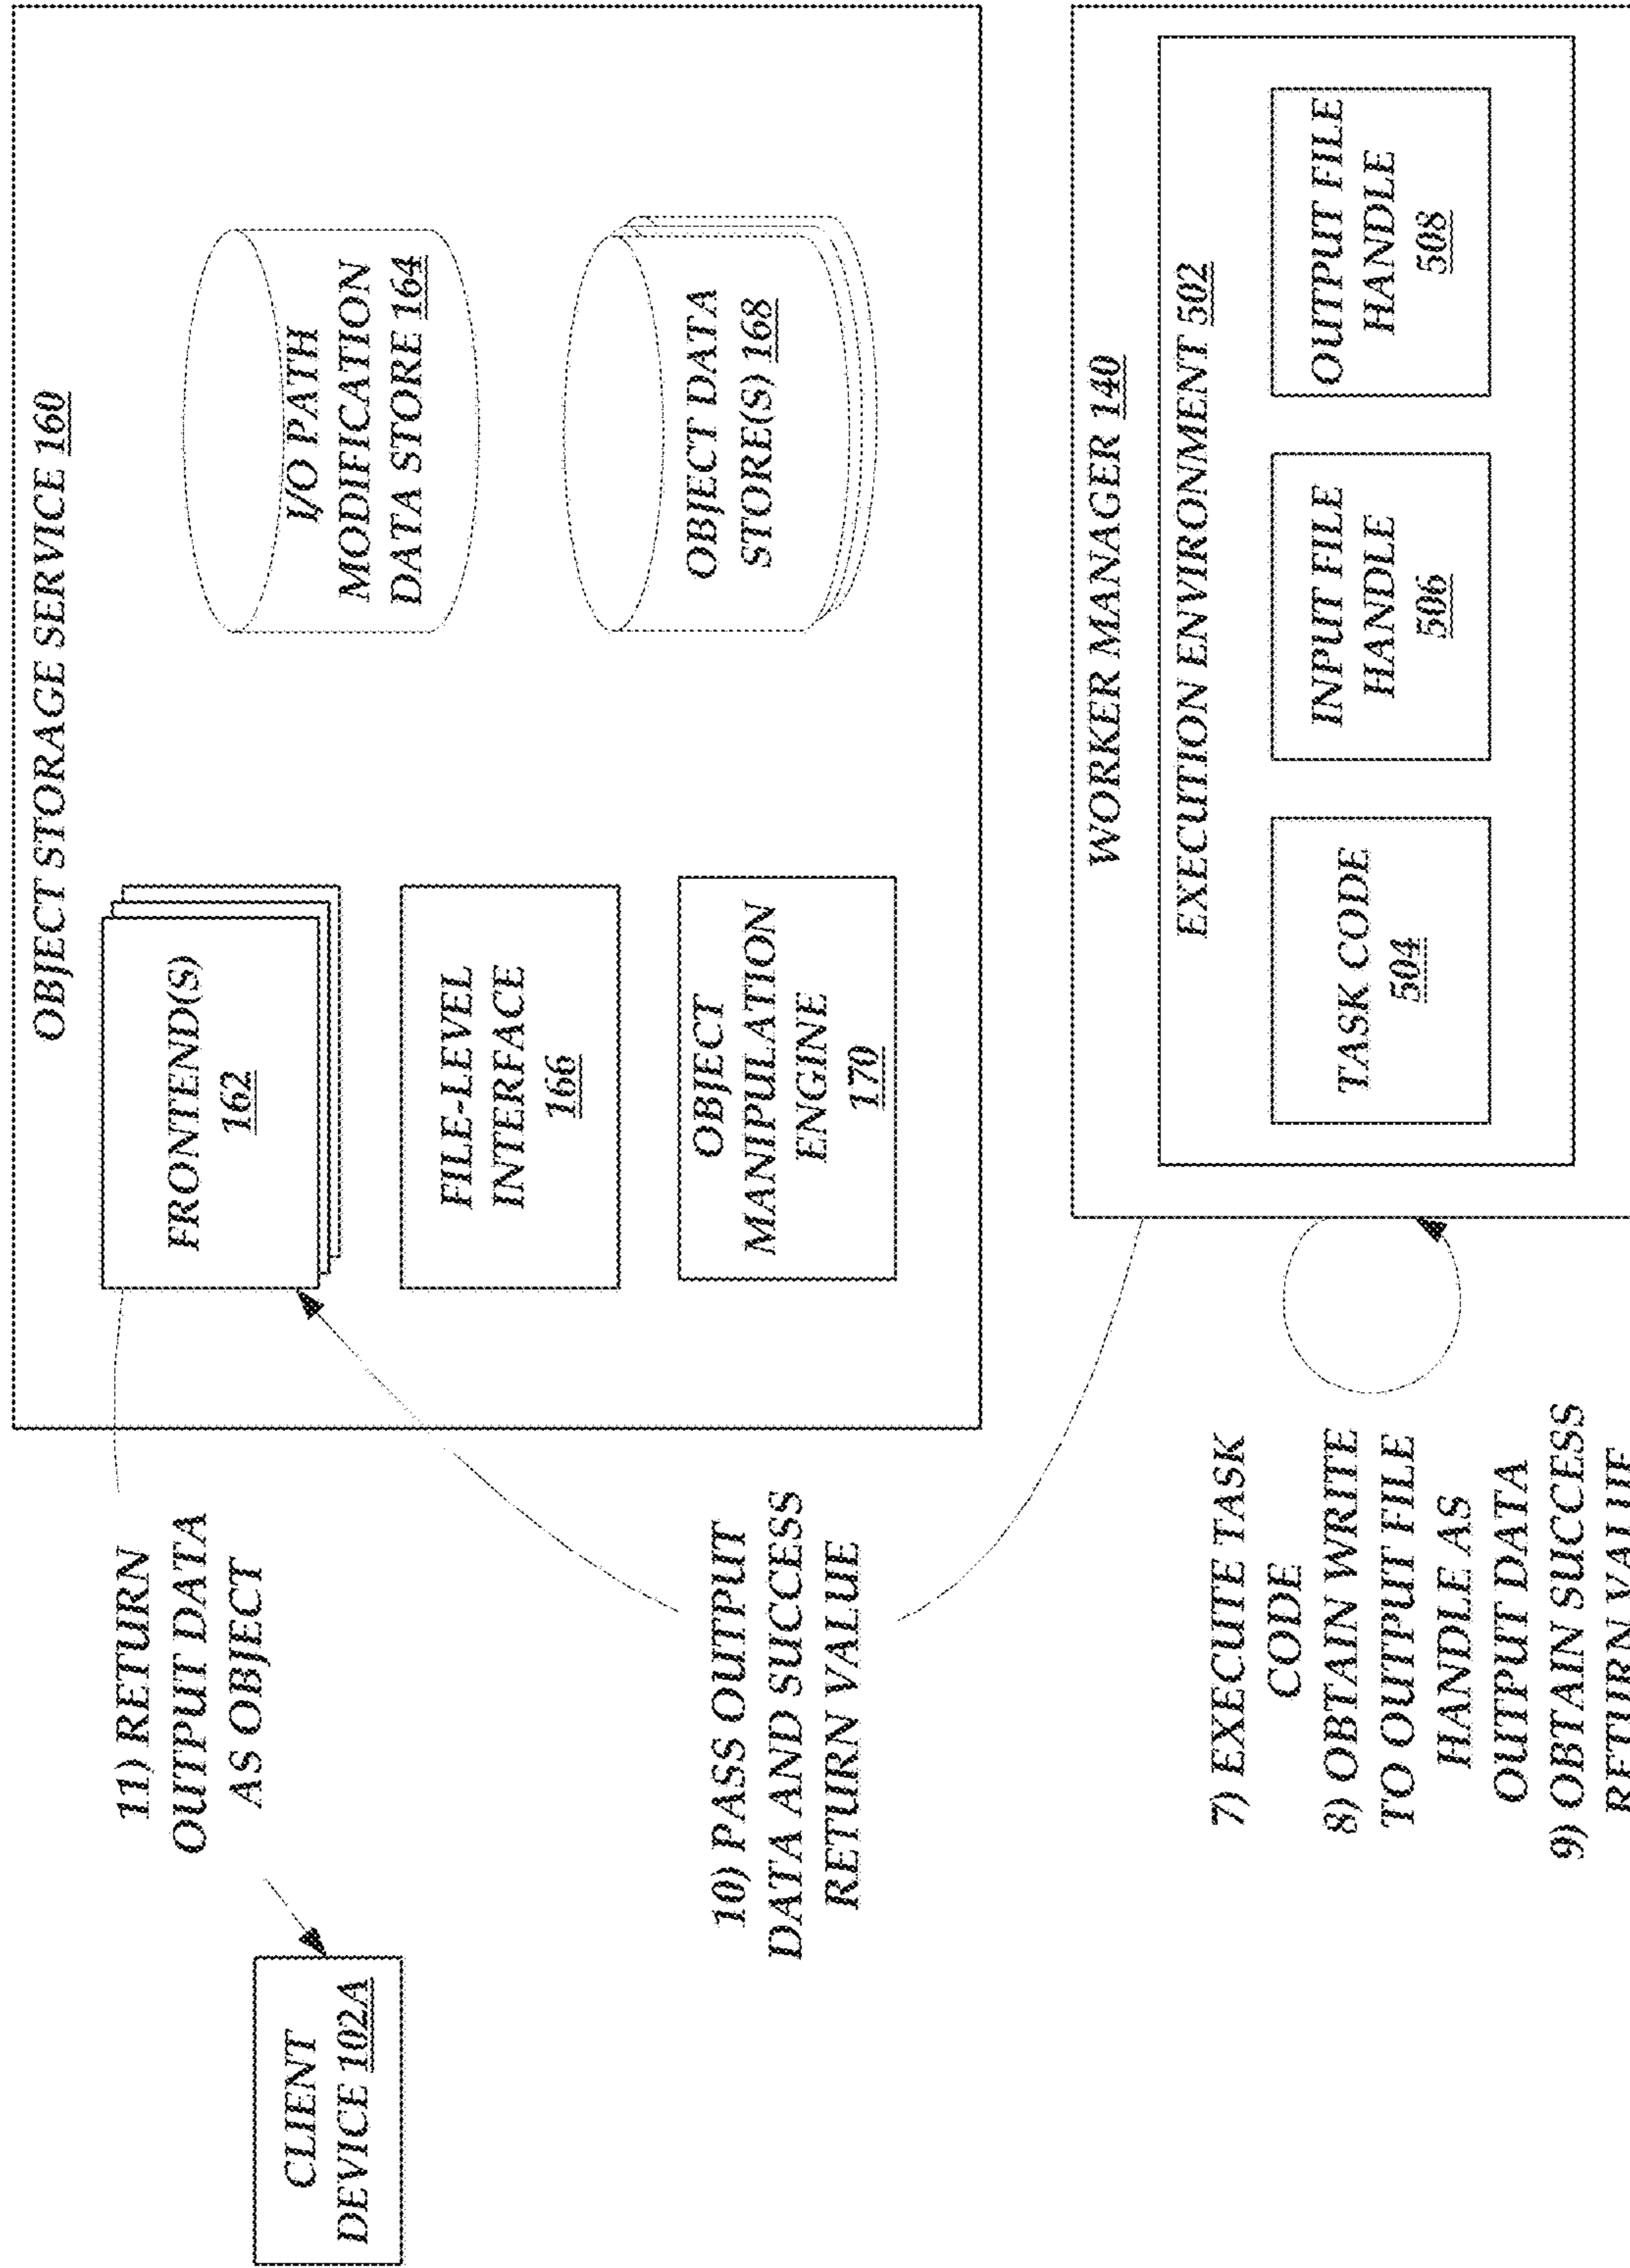 OBJECT STORAGE SERVICE 160
FRONTEND(S)
162
FILE-LEVEL
INTERFACE
166
OBJECT
MANIPULATION
ENGINE
170
I/O PATH
MODIFICATION
DATA STORE 164
OBJECT DATA
STORE(S) 168
11) RETURN
OUTPUT DATA
AS OBJECT
CLIENT
DEVICE 102A
10) PASS OUTPUT
DATA AND SUCCESS
RETURN VALUE
WORKER MANAGER 140
EXECUTION ENVIRONMENT 502
TASK CODE
504
INPUT FILE
HANDLE
506
OUTPUT FILE
HANDLE
508
7) EXECUTE TASK
CODE
8) OBTAIN WRITE
TO OUTPUT FILE
HANDLE AS
OUTPUT DATA
9) OBTAIN SUCCESS
RETURN VALUE